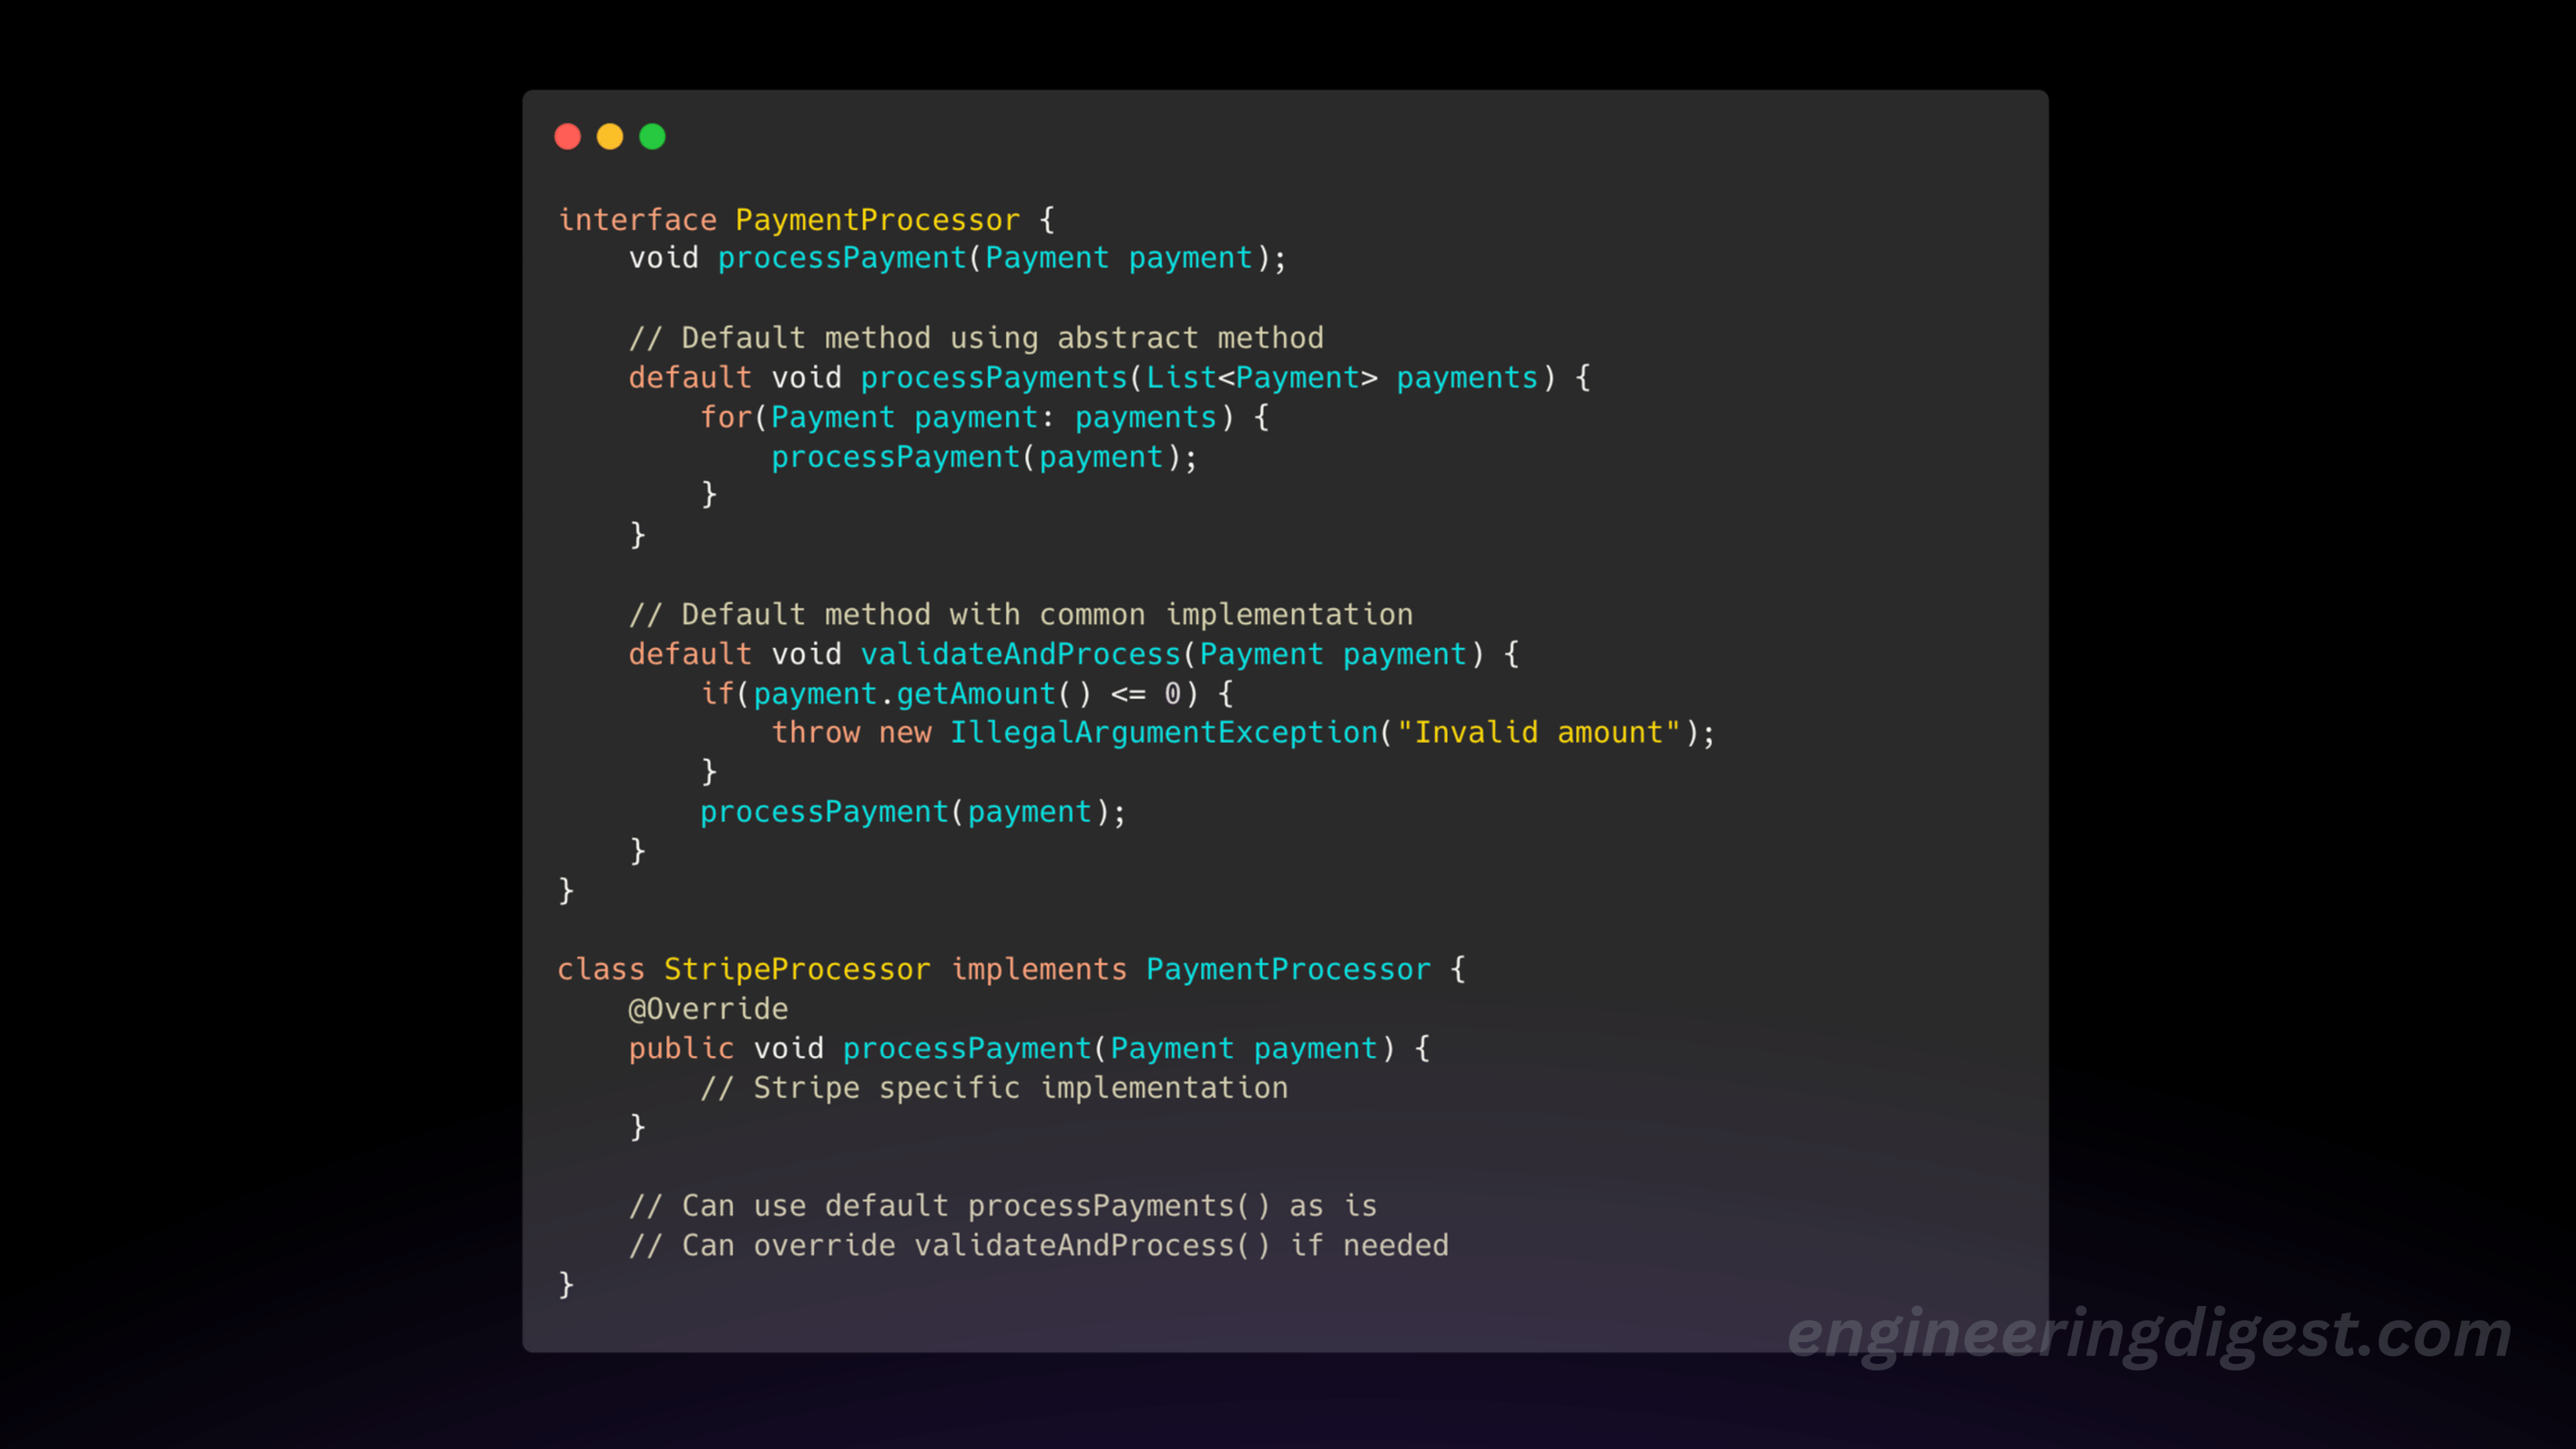 interface PaymentProcessor {
    void processPayment(Payment payment);

    // Default method using abstract method
    default void processPayments(List<Payment> payments) {
        for(Payment payment: payments) {
            processPayment(payment);
        }
    }

    // Default method with common implementation
    default void validateAndProcess(Payment payment) {
        if(payment.getAmount() <= 0) {
            throw new IllegalArgumentException("Invalid amount");
        }
        processPayment(payment);
    }
}

class StripeProcessor implements PaymentProcessor {
    @Override
    public void processPayment(Payment payment) {
        // Stripe specific implementation
    }

    // Can use default processPayments() as is
    // Can override validateAndProcess() if needed
}
engineeringdigest.com